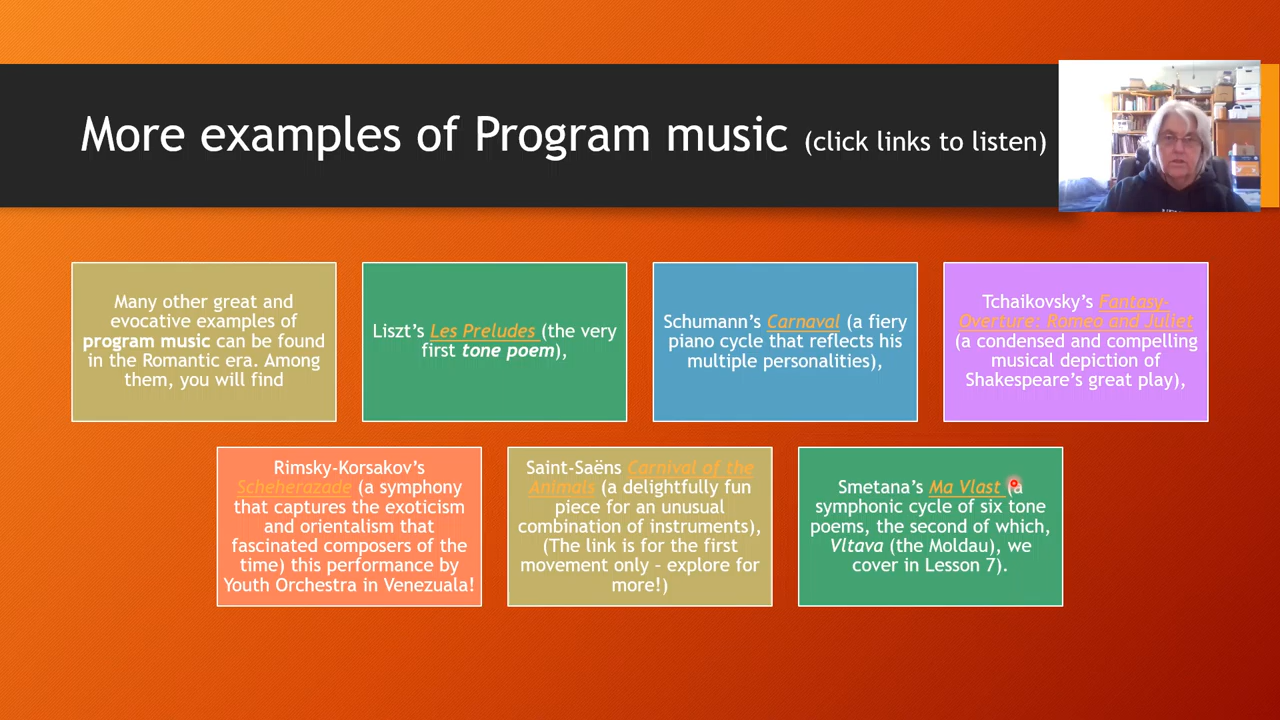 More examples of Program music (click links to listen)
Many other great and
evocative examples of
program music can be found
in the Romantic era. Among
them, you will find
Liszt's Les Preludes (the very
first tone poem),
Schumann's Carnaval (a fiery
piano cycle that reflects his
multiple personalities),
Tchaikovsky's Fantasy-
Overture: Romeo and Juliet
(a condensed and compelling
musical depiction of
Shakespeare's great play),
Rimsky-Korsakov's
Scheherazade (a symphony
that captures the exoticism
and orientalism that
fascinated composers of the
time) this performance by
Youth Orchestra in Venezuala!
Saint-Saëns Carnival of the
Animals (a delightfully fun
piece for an unusual
combination of instruments),
(The link is for the first
movement only - explore for
more!)
Smetana's Ma Vlast (a
symphonic cycle of six tone
poems, the second of which,
Vltava (the Moldau), we
cover in Lesson 7).